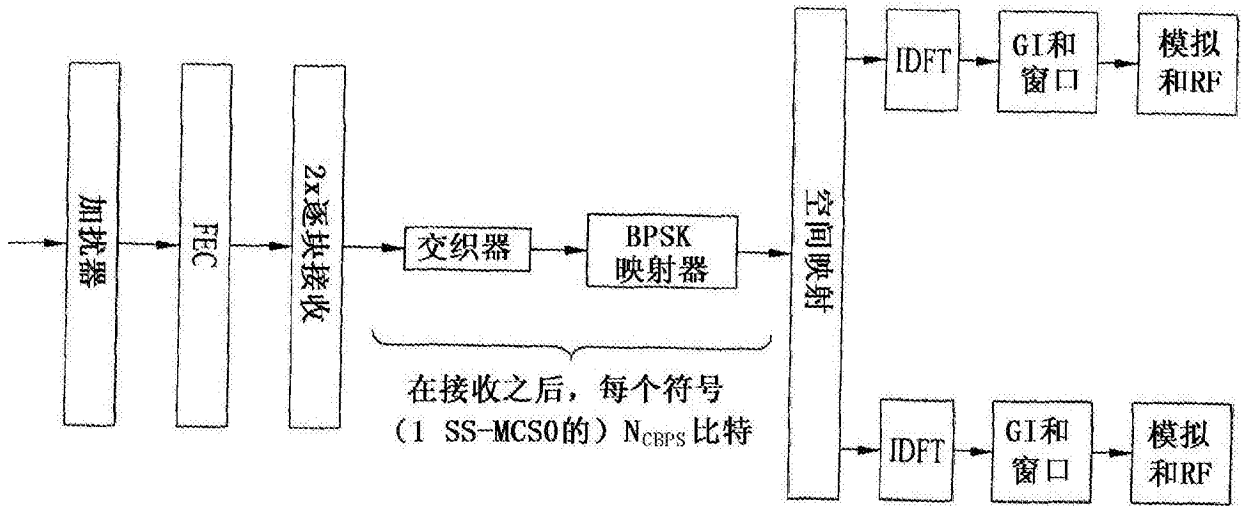 加扰器
FEC
2x逐块接收
交织器
BPSK
映射器
空间映射
IDFT
GI和
窗口
模拟
和RF
在接收之后，每个符号
（1 SS-MCS0的）N_CBPS比特
IDFT
GI和
窗口
模拟
和RF